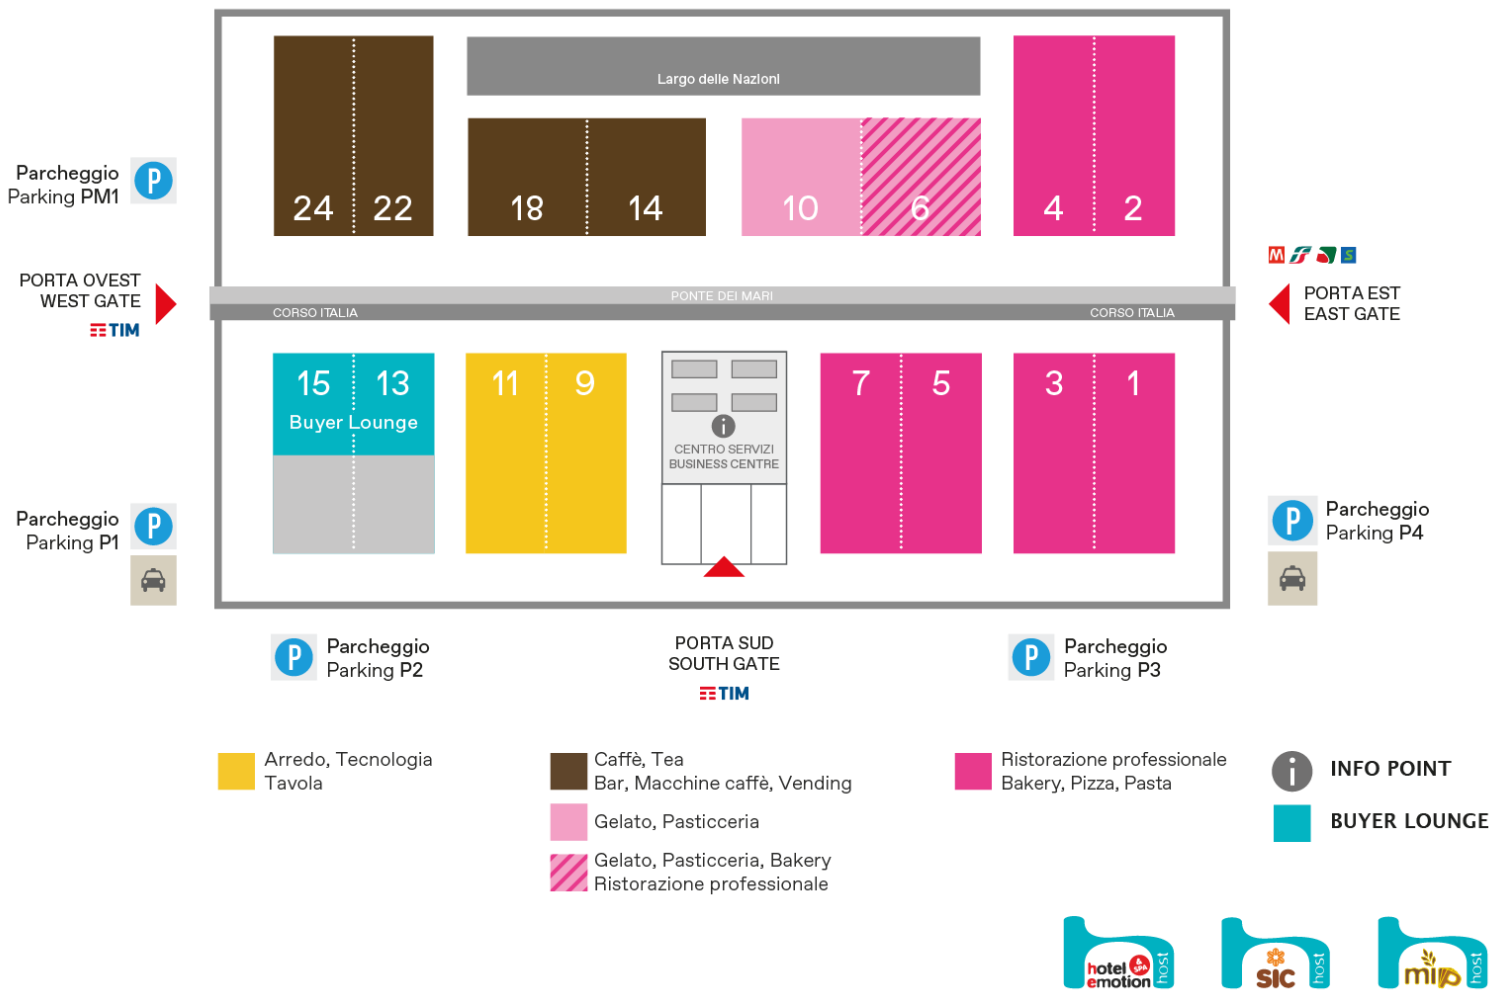 Largo delle Nazioni
24 22 18 14 10 6 4 2
Parcheggio
Parking PM1
PORTA OVEST
WEST GATE
TIM
M S
PORTA EST
EAST GATE
PONTE DEI MARI
CORSO ITALIA CORSO ITALIA
15 13 11 9 7 5 3 1
Buyer Lounge
i
CENTRO SERVIZI
BUSINESS CENTRE
P
Parcheggio
Parking P1
P
Parcheggio
Parking P4
P
Parcheggio
Parking P2
PORTA SUD
SOUTH GATE
TIM
P
Parcheggio
Parking P3
Arredo, Tecnologia
Tavola
Caffè, Tea
Bar, Macchine caffè, Vending
Gelato, Pasticceria
Gelato, Pasticceria, Bakery
Ristorazione professionale
Ristorazione professionale
Bakery, Pizza, Pasta
i INFO POINT
BUYER LOUNGE
hotel & SPA
emotion
host
SIC
host
mip
host